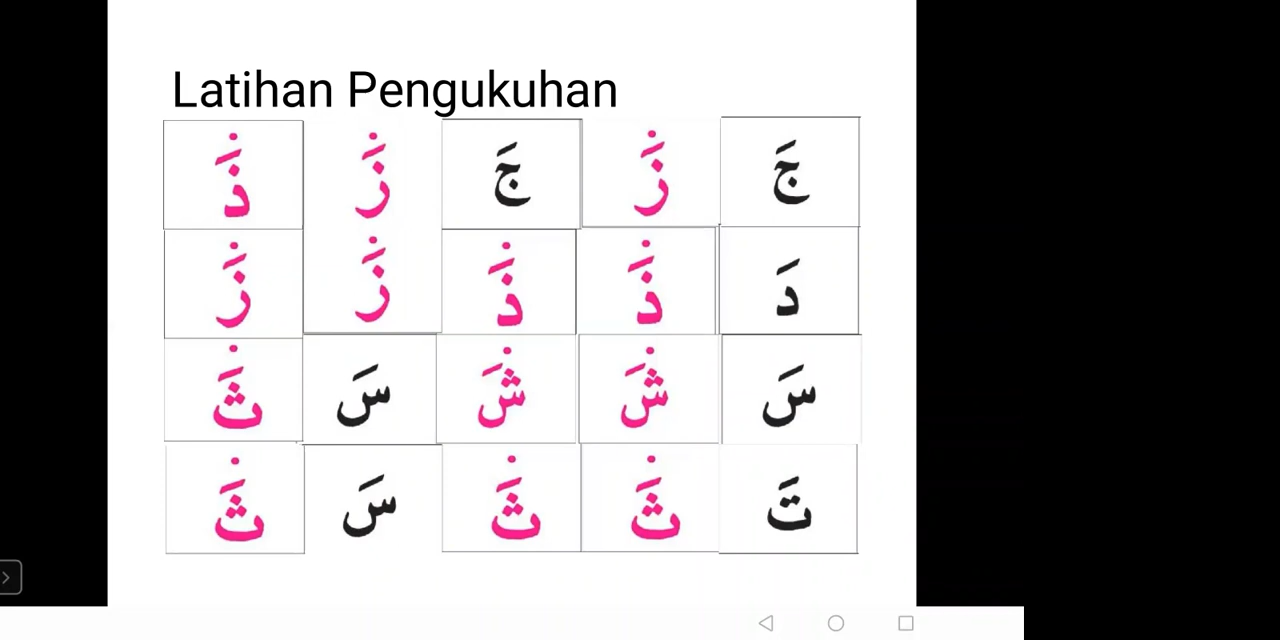 Latihan Pengukuhan
جَ زَ جَ زَ ذَ
دَ ذَ ذَ زَ زَ
سَ شَ شَ سَ ثَ
تَ ثَ ثَ سَ ثَ